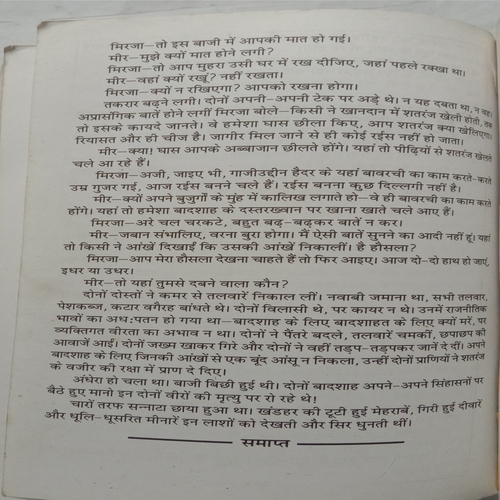 मिरजा—तो इस बाजी में आपकी मात हो गई।
मीर—मुझे क्यों मात होने लगी?
मिरजा—तो आप मुहरा उसी घर में रख दीजिए, जहां पहले रक्खा था।
मीर—वहां क्यों रखूं? नहीं रखता।
मिरजा—क्यों न रखिएगा? आपको रखना होगा।
तकरार बढ़ने लगी। दोनों अपनी—अपनी टेक पर अड़े थे। न यह दबता था, न वह।
अप्रासंगिक बातें होने लगीं मिरजा बोले—किसी ने खानदान में शतरंज खेली होती, तब
तो इसके कायदे जानते। वे हमेशा घास छीला किए, आप शतरंज क्या खेलिएगा।
रियासत और ही चीज है। जागीर मिल जाने से ही कोई रईस नहीं हो जाता।
मीर—क्या! घास आपके अब्बाजान छीलते होंगे। यहां तो पीढ़ियों से शतरंज खेलते
चले आ रहे हैं।
मिरजा—अजी, जाइए भी, गाजीउद्दीन हैदर के यहां बावरची का काम करते—करते
उम्र गुजर गई, आज रईस बनने चले हैं। रईस बनना कुछ दिल्लगी नहीं है।
मीर—क्यों अपने बुजुर्गों के मुंह में कालिख लगाते हो—वे ही बावरची का काम करते
होंगे। यहां तो हमेशा बादशाह के दस्तरख्वान पर खाना खाते चले आए हैं।
मिरजा—अरे चल चरकटे, बहुत बढ़—बढ़कर बातें न कर।
मीर—जबान संभालिए, वरना बुरा होगा। मैं ऐसी बातें सुनने का आदी नहीं हूं। यहां
तो किसी ने आंखें दिखाईं कि उसकी आंखें निकालीं। है हौसला?
मिरजा—आप मेरा हौसला देखना चाहते हैं तो फिर आइए। आज दो—दो हाथ हो जाएं,
इधर या उधर।
मीर—तो यहां तुमसे दबने वाला कौन?
दोनों दोस्तों ने कमर से तलवारें निकाल लीं। नवाबी जमाना था, सभी तलवार,
पेशकब्ज, कटार वगैरह बांधते थे। दोनों विलासी थे, पर कायर न थे। उनमें राजनीतिक
भावों का अध:पतन हो गया था—बादशाह के लिए बादशाहत के लिए क्यों मरें, पर
व्यक्तिगत वीरता का अभाव न था। दोनों ने पैंतरे बदले, तलवारें चमकीं, छपाछप की
आवाजें आईं। दोनों जख्म खाकर गिरे और दोनों ने वहीं तड़प—तड़पकर जानें दे दीं। अपने
बादशाह के लिए जिनकी आंखों से एक बूंद आंसू न निकला, उन्हीं दोनों प्राणियों ने शतरंज
के वजीर की रक्षा में प्राण दे दिए।
अंधेरा हो चला था। बाजी बिछी हुई थी। दोनों बादशाह अपने—अपने सिंहासनों पर
बैठे हुए मानो इन दोनों वीरों की मृत्यु पर रो रहे थे!
चारों तरफ सन्नाटा छाया हुआ था। खंडहर की टूटी हुई मेहराबें, गिरी हुई दीवारें
और धूलि—धूसरित मीनारें इन लाशों को देखती और सिर धुनती थीं।
समाप्त